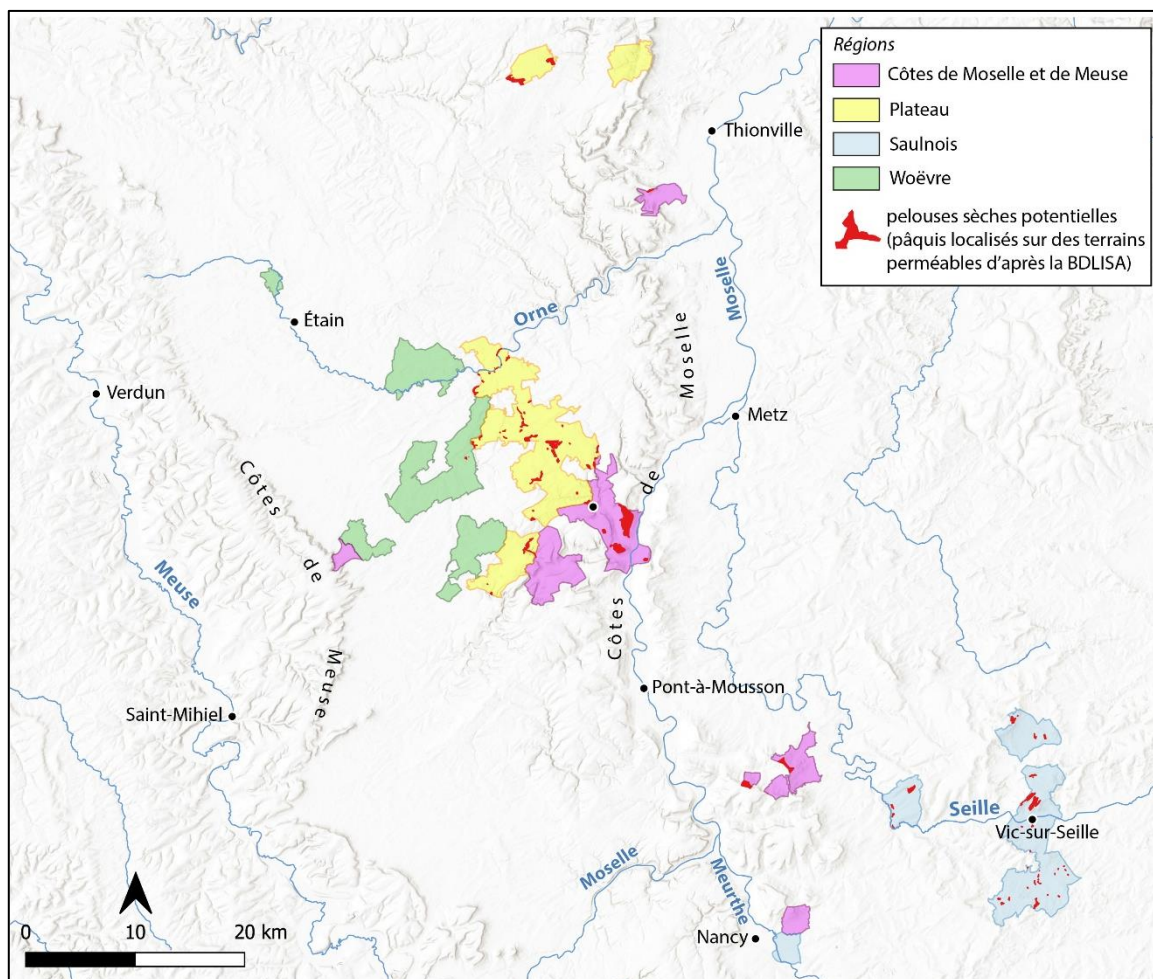 Régions
Côtes de Moselle et de Meuse
Plateau
Saulnois
Woëvre
pelouses sèches potentielles
(pâquis localisés sur des terrains
perméables d'après la BDLISA)
Thionville
Orne
Moselle
Étain
Verdun
Metz
Côtes de Moselle
Côtes de Meuse
Meuse
Pont-à-Mousson
Saint-Mihiel
Seille
Vic-sur-Seille
Moselle
Meurthe
Nancy
0 10 20 km